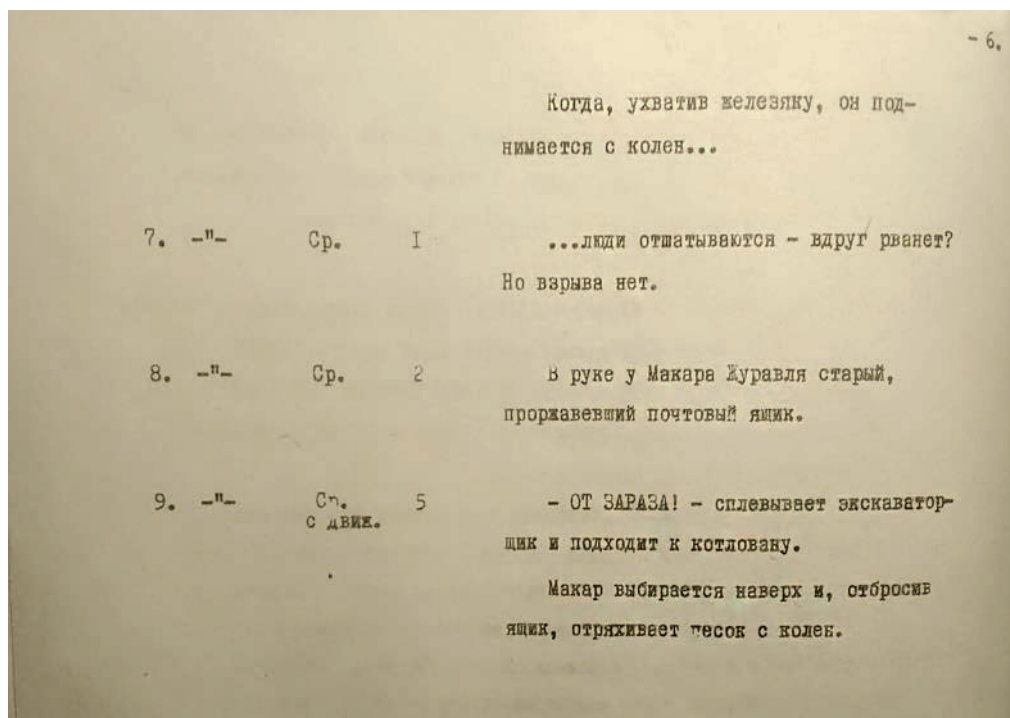 - 6.
Когда, ухватив железяку, он под-
нимается с колен...
7. -"- Ср. I ...люди отшатываются - вдруг рванет?
Но взрыва нет.
8. -"- Ср. 2 В руке у Макара Журавля старый,
проржавевший почтовый ящик.
9. -"- Ср. 5 - ОТ ЗАРАЗА! - сплевывает экскаватор-
с движ.
щик и подходит к котловану.
Макар выбирается наверх и, отбросив
ящик, отряхивает песок с колен.